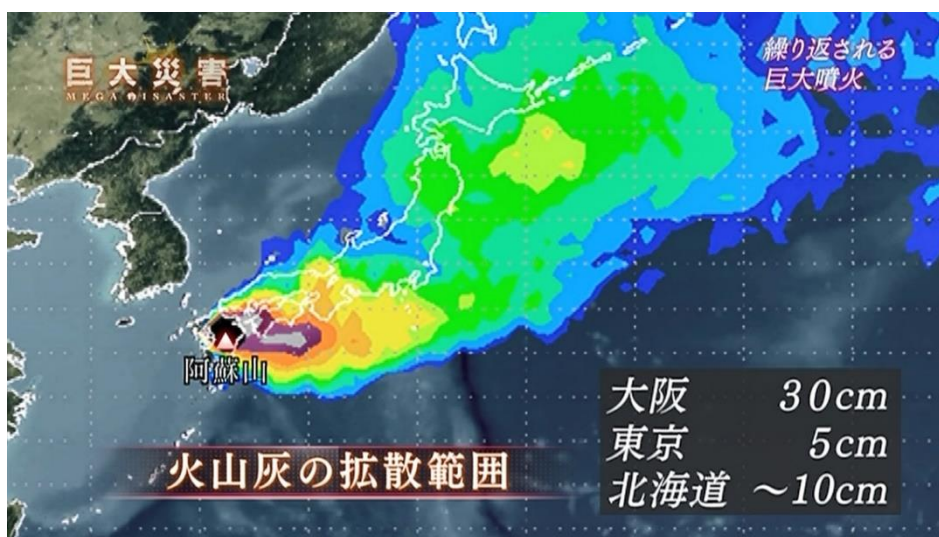 巨大災害
MEGA DISASTER
繰り返される
巨大噴火
阿蘇山
火山灰の拡散範囲
大阪 30cm
東京 5cm
北海道 ～10cm